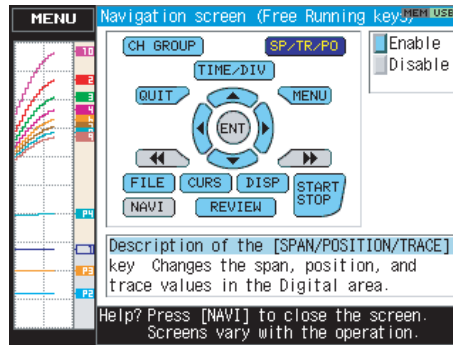 MENU
Navigation screen (Free Running keys)
MEM USB
CH GROUP
SP/TR/PO
Enable
Disable
TIME/DIV
QUIT
MENU
ENT
FILE
CURS
DISP
START
STOP
NAVI
REVIEW
10
2
3
4
P4
1
P3
P2
Description of the [SPAN/POSITION/TRACE]
key Changes the span, position, and
trace values in the Digital area.
Help? Press [NAVI] to close the screen.
Screens vary with the operation.